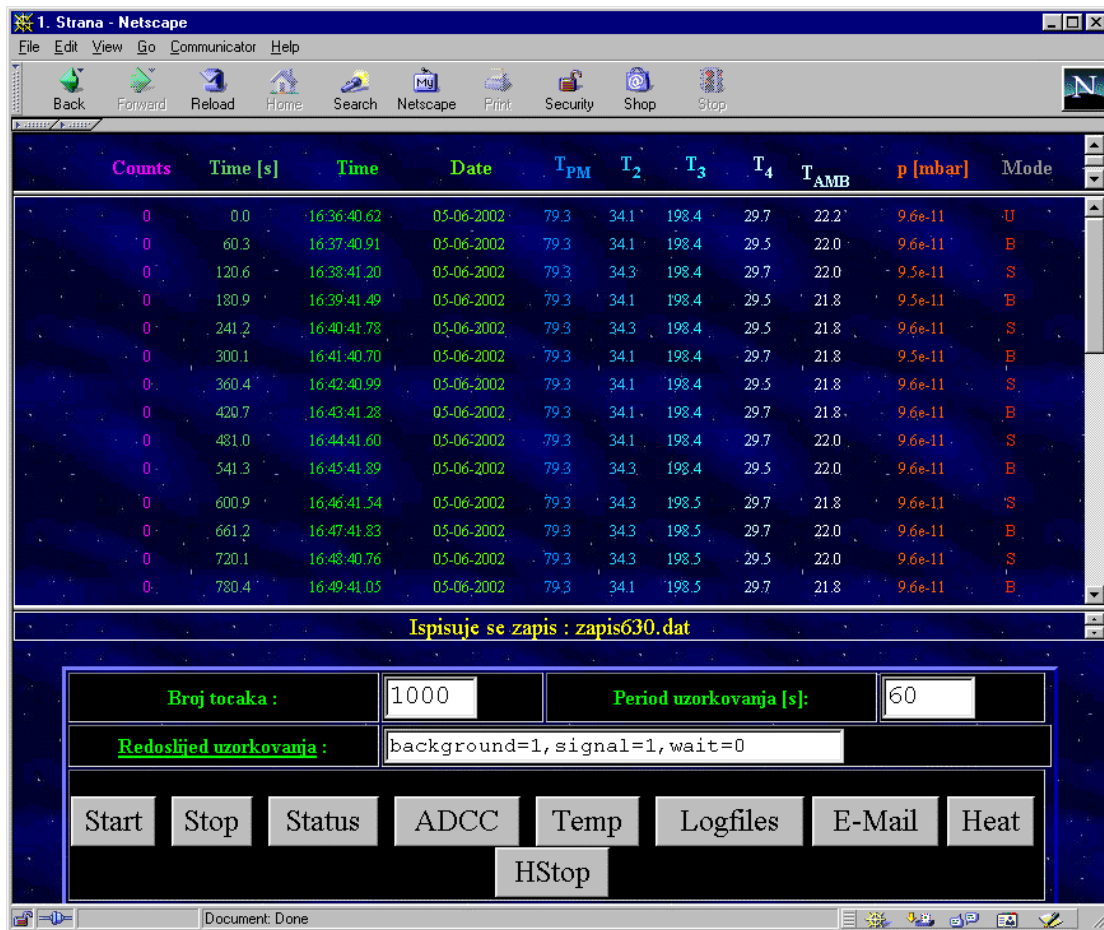 1. Strana - Netscape
File Edit View Go Communicator Help
Back Forward Reload Home Search Netscape Print Security Shop Stop
My
N
Counts Time [s] Time Date T_PM T_2 T_3 T_4 T_AMB p [mbar] Mode
0 0.0 16:36:40.62 05-06-2002 79.3 34.1 198.4 29.7 22.2 9.6e-11 U
0 60.3 16:37:40.91 05-06-2002 79.3 34.1 198.4 29.5 22.0 9.6e-11 B
0 120.6 16:38:41.20 05-06-2002 79.3 34.3 198.4 29.7 22.0 9.5e-11 S
0 180.9 16:39:41.49 05-06-2002 79.3 34.1 198.4 29.5 21.8 9.5e-11 B
0 241.2 16:40:41.78 05-06-2002 79.3 34.3 198.4 29.5 21.8 9.6e-11 S
0 300.1 16:41:40.70 05-06-2002 79.3 34.1 198.4 29.7 21.8 9.5e-11 B
0 360.4 16:42:40.99 05-06-2002 79.3 34.1 198.4 29.5 21.8 9.6e-11 S
0 420.7 16:43:41.28 05-06-2002 79.3 34.1 198.4 29.7 21.8 9.6e-11 B
0 481.0 16:44:41.60 05-06-2002 79.3 34.1 198.4 29.7 22.0 9.6e-11 S
0 541.3 16:45:41.89 05-06-2002 79.3 34.3 198.4 29.5 22.0 9.6e-11 B
0 600.9 16:46:41.54 05-06-2002 79.3 34.3 198.5 29.7 21.8 9.6e-11 S
0 661.2 16:47:41.83 05-06-2002 79.3 34.3 198.5 29.7 22.0 9.6e-11 B
0 720.1 16:48:40.76 05-06-2002 79.3 34.3 198.5 29.5 22.0 9.6e-11 S
0 780.4 16:49:41.05 05-06-2002 79.3 34.1 198.5 29.7 21.8 9.6e-11 B
Ispisuje se zapis : zapis630.dat
Broj tocaka : 1000 Period uzorkovanja [s]: 60
Redoslijed uzorkovanja : background=1,signal=1,wait=0
Start Stop Status ADCC Temp Logfiles E-Mail Heat
HStop
Document: Done